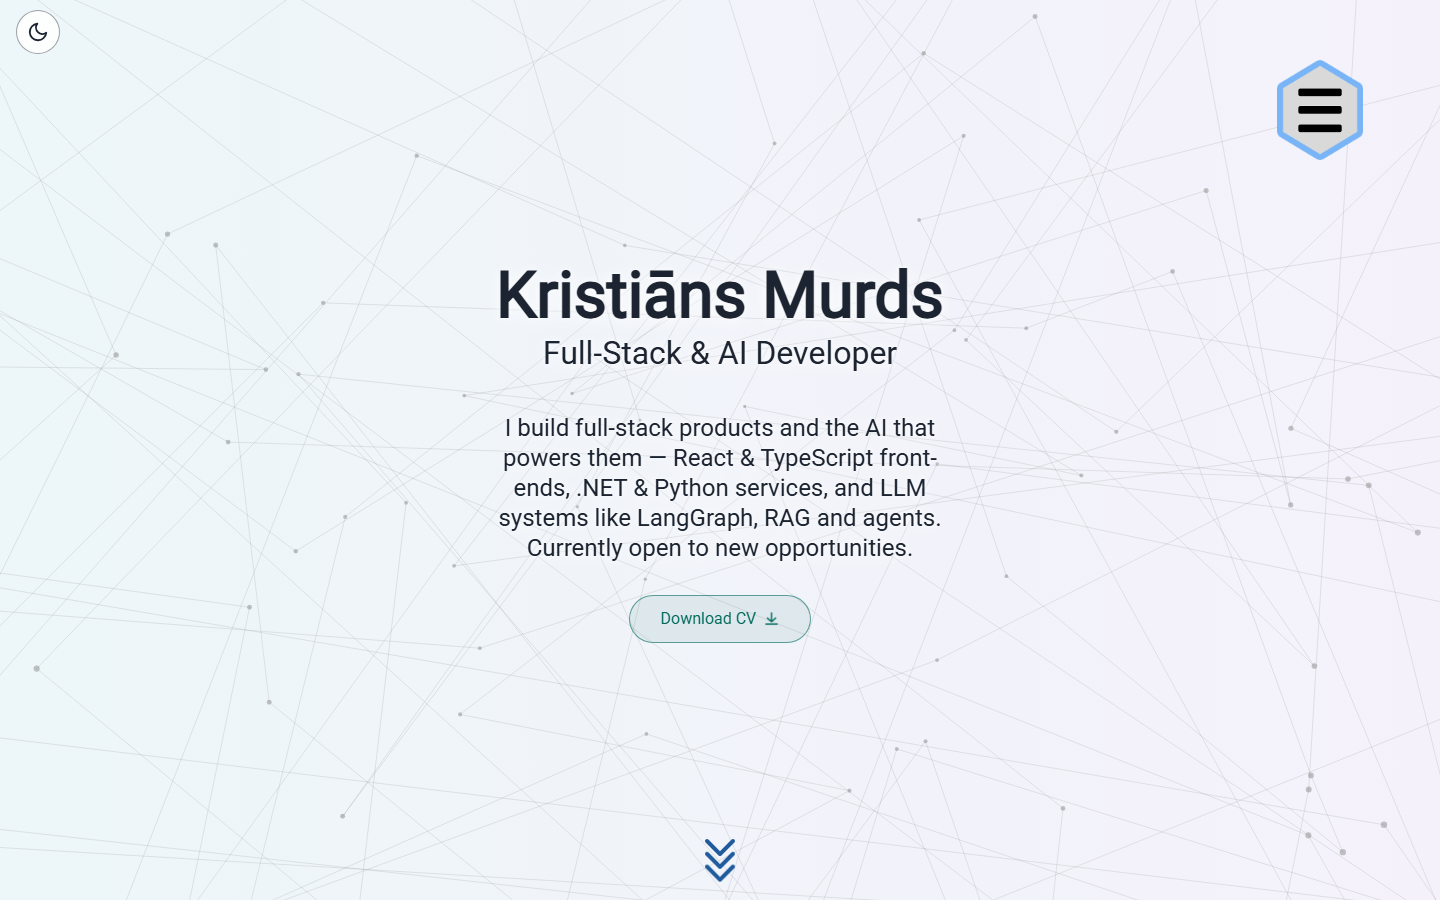 Kristiāns Murds
Full-Stack & AI Developer
I build full-stack products and the AI that
powers them — React & TypeScript front-
ends, .NET & Python services, and LLM
systems like LangGraph, RAG and agents.
Currently open to new opportunities.
Download CV